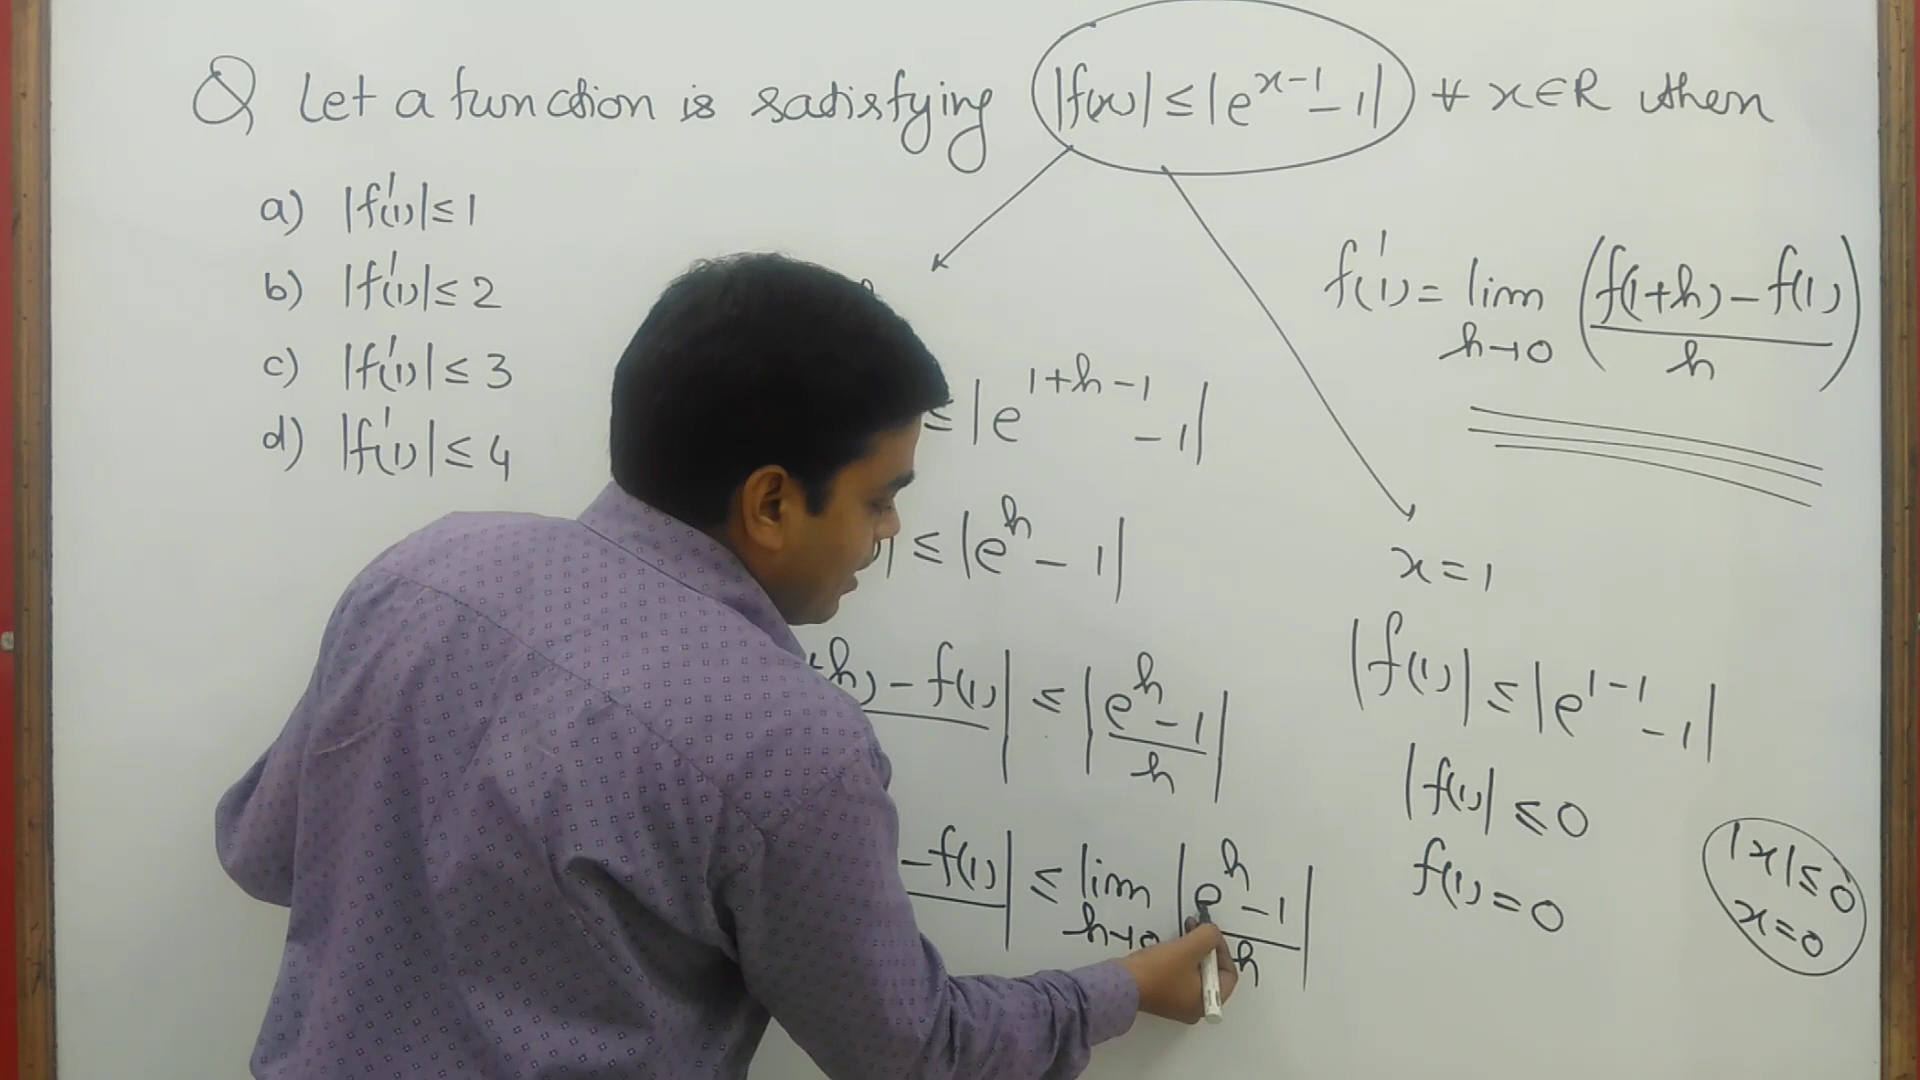 Q Let a function is satisfying |f(x)| ≤ |e^{x-1} - 1| ∀ x∈R then
a) |f'(1)| ≤ 1
b) |f'(1)| ≤ 2
c) |f'(1)| ≤ 3
d) |f'(1)| ≤ 4
≤ |e^{1+h-1} - 1|
| ≤ |e^h - 1|
+h) - f(1)| ≤ |(e^h - 1)/h|
- f(1)| ≤ lim_{h→0} |(e^h - 1)/h|
f'(1) = lim_{h→0} ((f(1+h) - f(1))/h)
x = 1
|f(1)| ≤ |e^{1-1} - 1|
|f(1)| ≤ 0
f(1) = 0
|x| ≤ 0
x = 0